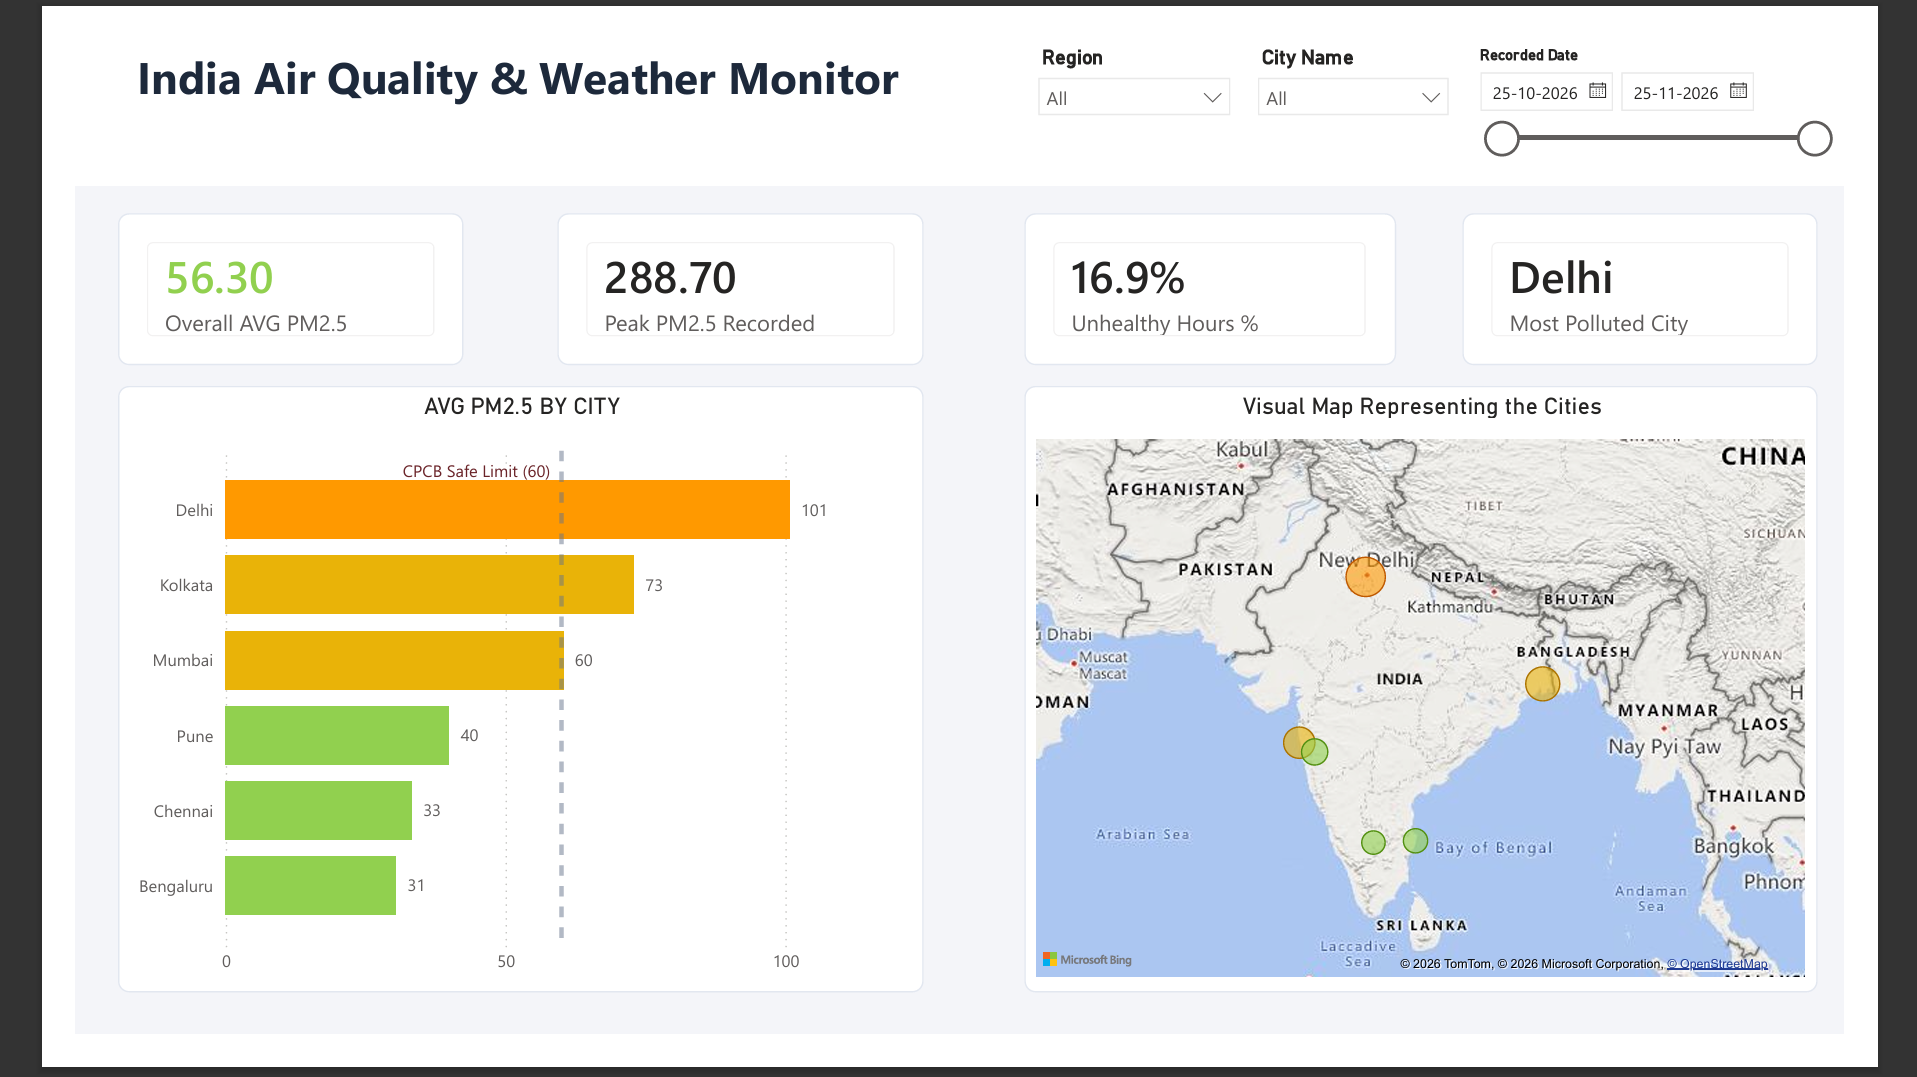 India Air Quality & Weather Monitor
Region
All
City Name
All
Recorded Date
25-10-2026
25-11-2026
56.30
Overall AVG PM2.5
288.70
Peak PM2.5 Recorded
16.9%
Unhealthy Hours %
Delhi
Most Polluted City
AVG PM2.5 BY CITY
CPCB Safe Limit (60)
Delhi
101
Kolkata
73
Mumbai
60
Pune
40
Chennai
33
Bengaluru
31
0
50
100
Visual Map Representing the Cities
Kabul
CHINA
AFGHANISTAN
TIBET
SICHUAN
New Delhi
PAKISTAN
NEPAL
BHUTAN
Kathmandu
u Dhabi
BANGLADESH
YUNNAN
Muscat
Mascat
INDIA
H
OMAN
MYANMAR
LAOS
Nay Pyi Taw
THAILAND
Arabian Sea
Bay of Bengal
Bangkok
Phnom
Andaman
Sea
SRI LANKA
Laccadive
Sea
Microsoft Bing
© 2026 TomTom, © 2026 Microsoft Corporation, © OpenStreetMap